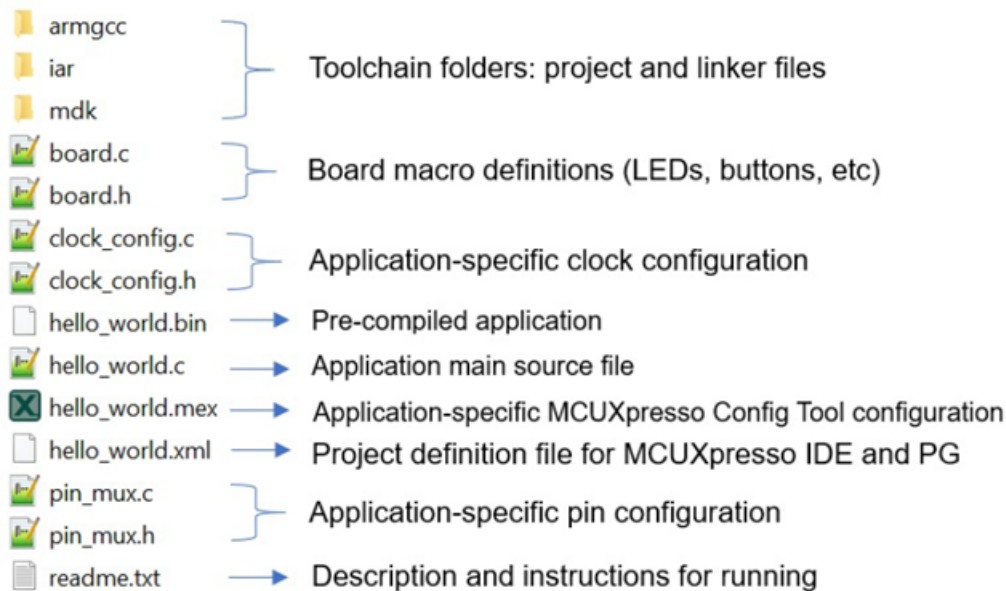 armgcc
iar
mdk
Toolchain folders: project and linker files
board.c
board.h
Board macro definitions (LEDs, buttons, etc)
clock_config.c
clock_config.h
Application-specific clock configuration
hello_world.bin
Pre-compiled application
hello_world.c
Application main source file
hello_world.mex
Application-specific MCUXpresso Config Tool configuration
hello_world.xml
Project definition file for MCUXpresso IDE and PG
pin_mux.c
pin_mux.h
Application-specific pin configuration
readme.txt
Description and instructions for running